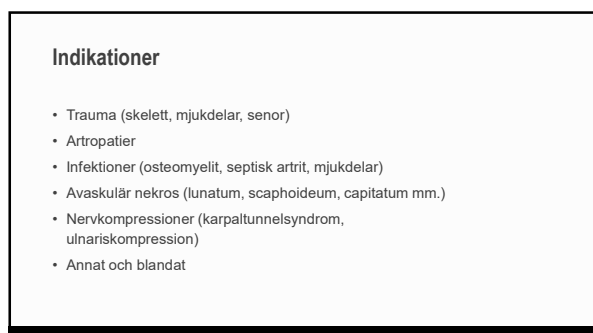 Indikationer
• Trauma (skelett, mjukdelar, senor)
• Artropatier
• Infektioner (osteomyelit, septisk artrit, mjukdelar)
• Avaskulär nekros (lunatum, scaphoideum, capitatum mm.)
• Nervkompressioner (karpaltunnelsyndrom,
ulnariskompression)
• Annat och blandat